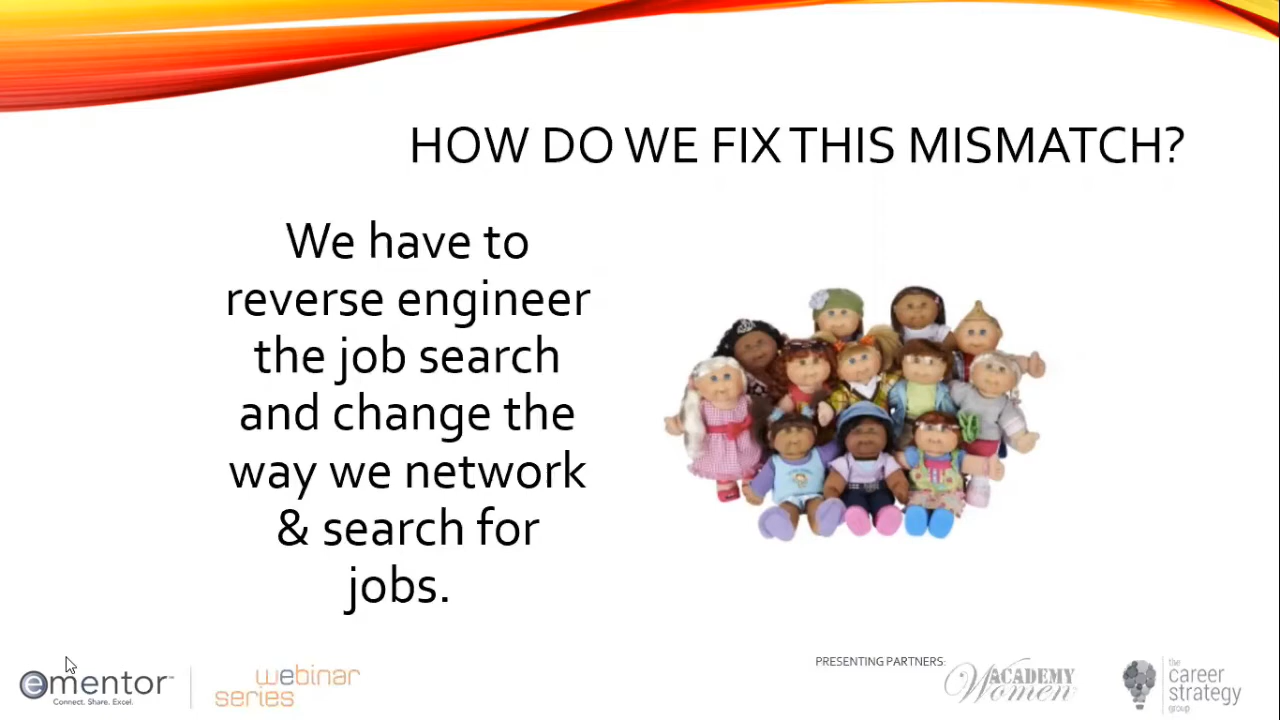 HOW DO WE FIX THIS MISMATCH?
We have to
reverse engineer
the job search
and change the
way we network
& search for
jobs.
ementor™
Connect. Share. Excel.
webinar
series
PRESENTING PARTNERS:
ACADEMY
Women
the
career
strategy
group